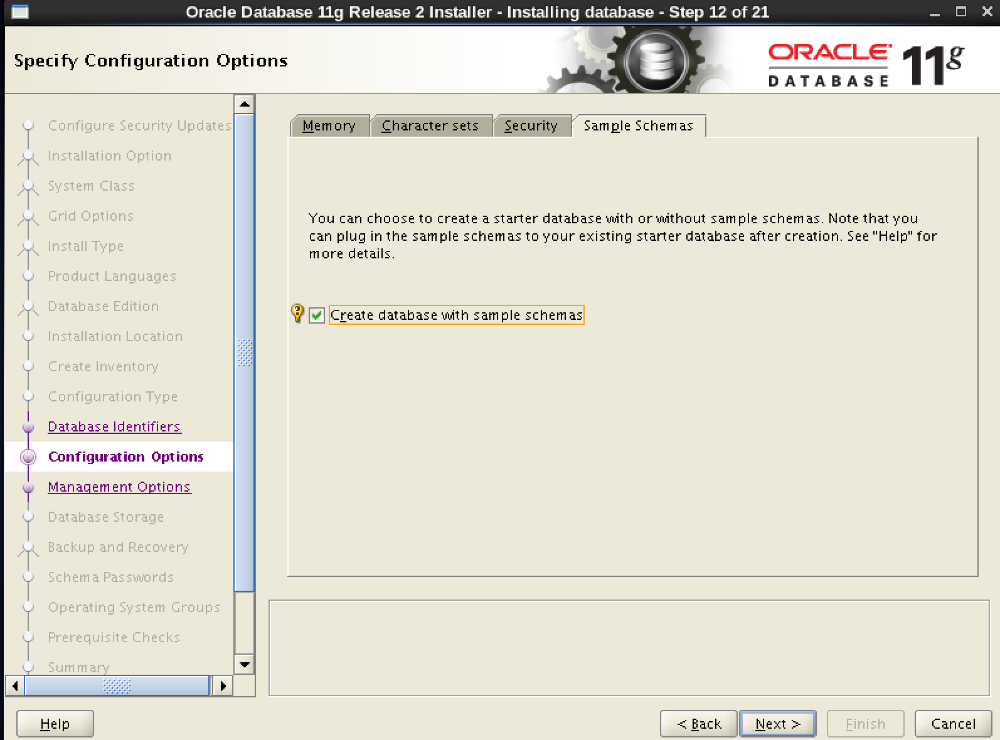 Oracle Database 11g Release 2 Installer - Installing database - Step 12 of 21
Specify Configuration Options
ORACLE
DATABASE
11g
Configure Security Updates
Installation Option
System Class
Grid Options
Install Type
Product Languages
Database Edition
Installation Location
Create Inventory
Configuration Type
Database Identifiers
Configuration Options
Management Options
Database Storage
Backup and Recovery
Schema Passwords
Operating System Groups
Prerequisite Checks
Summary
Memory
Character sets
Security
Sample Schemas
You can choose to create a starter database with or without sample schemas. Note that you
can plug in the sample schemas to your existing starter database after creation. See "Help" for
more details.
Create database with sample schemas
Help
< Back
Next >
Finish
Cancel